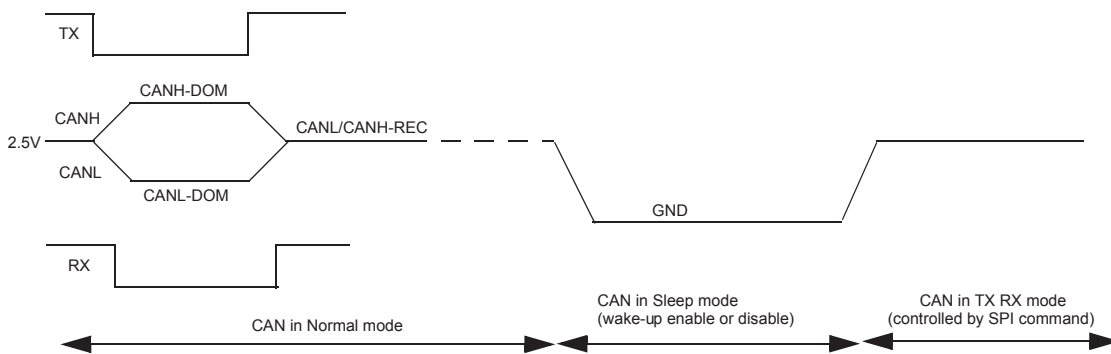 TX
CANH-DOM
CANH
2.5V
CANL/CANH-REC
CANL
CANL-DOM
GND
RX
CAN in Normal mode
CAN in Sleep mode
(wake-up enable or disable)
CAN in TX RX mode
(controlled by SPI command)